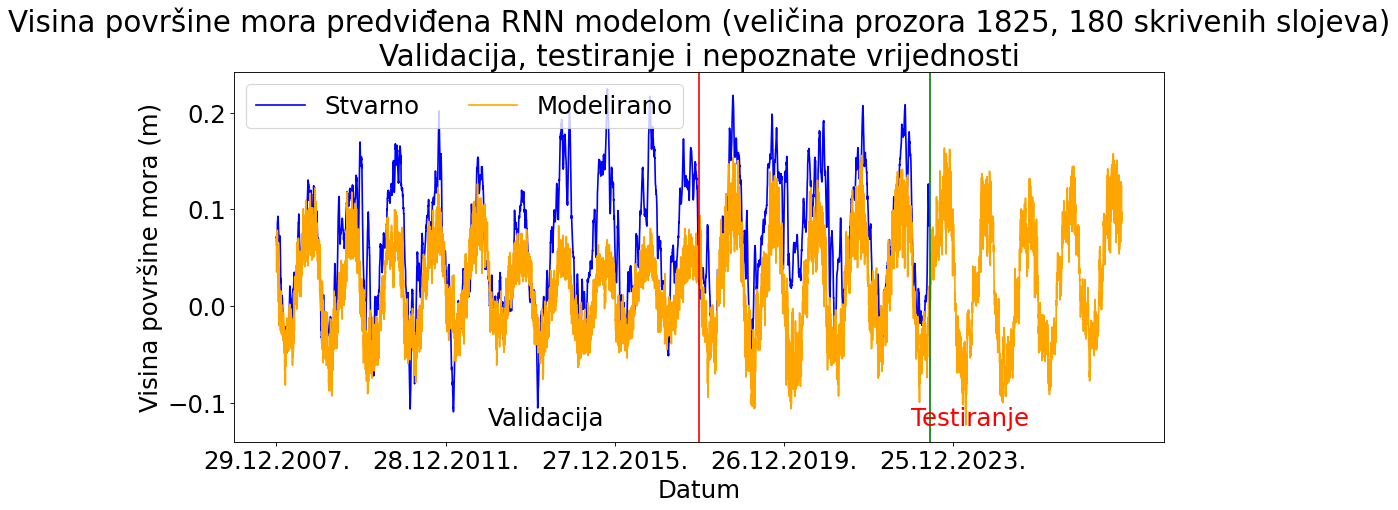 Visina površine mora predviđena RNN modelom (veličina prozora 1825, 180 skrivenih slojeva)
Validacija, testiranje i nepoznate vrijednosti
Stvarno
Modelirano
Visina površine mora (m)
0.2
0.1
0.0
−0.1
Validacija
Testiranje
29.12.2007.
28.12.2011.
27.12.2015.
26.12.2019.
25.12.2023.
Datum